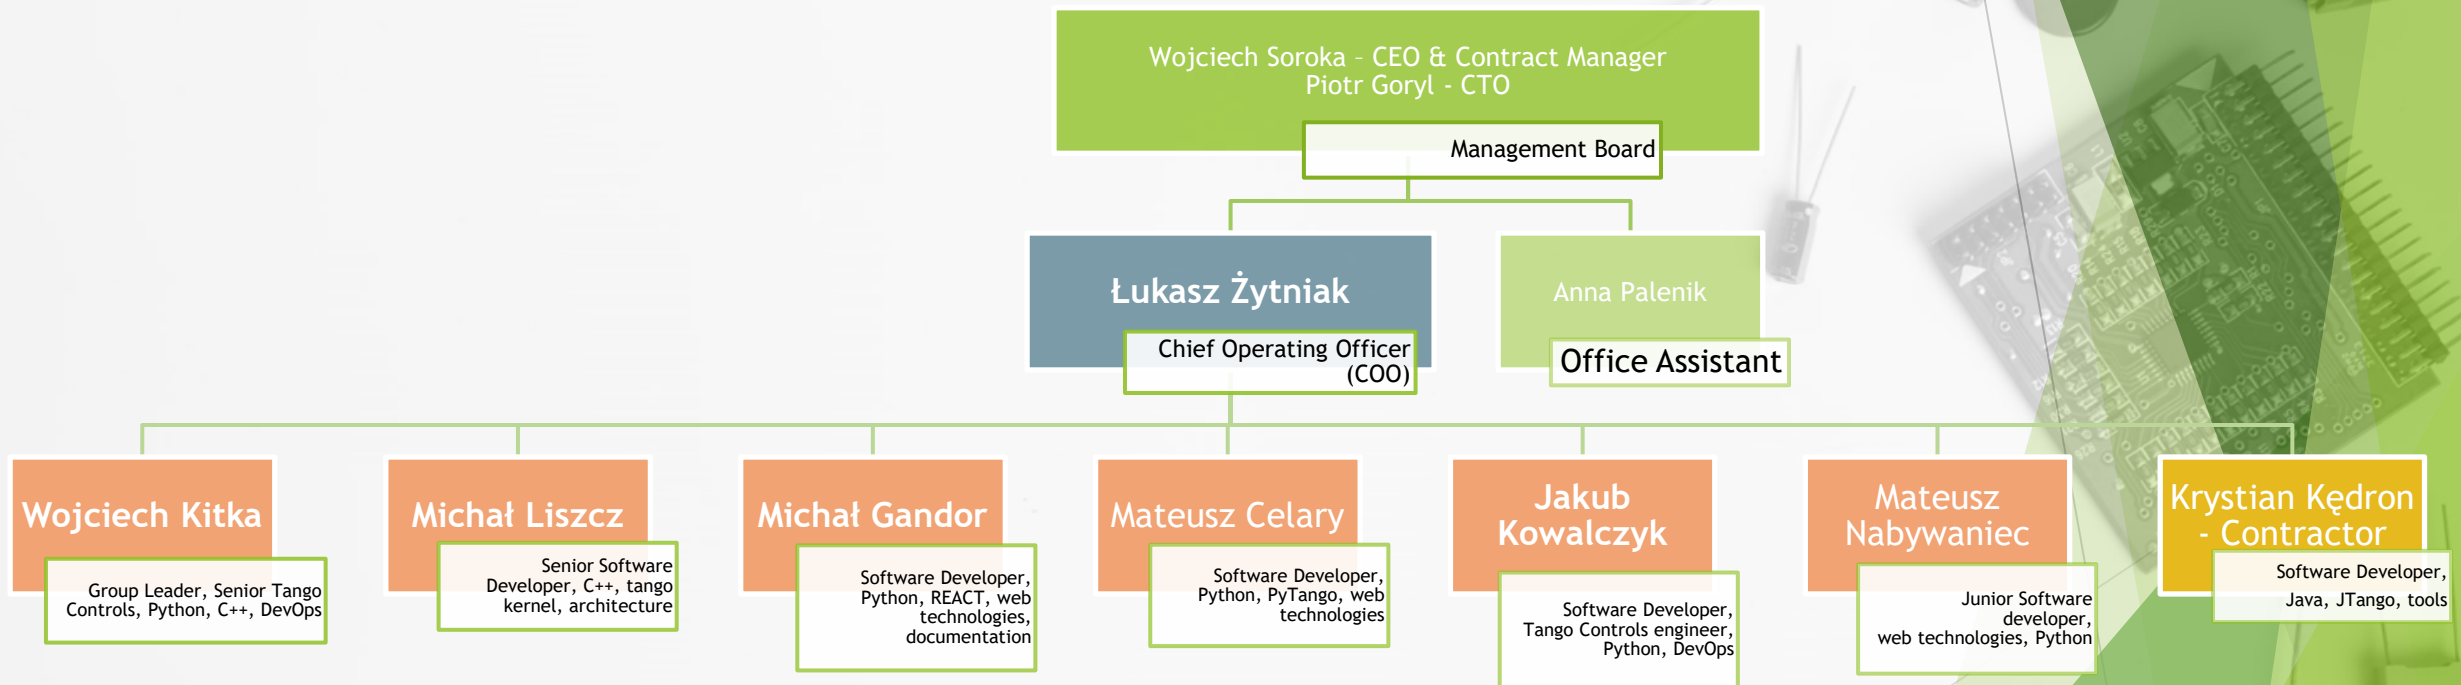 Wojciech Soroka – CEO & Contract Manager
Piotr Goryl - CTO
Management Board
Łukasz Żytniak
Chief Operating Officer
(COO)
Anna Palenik
Office Assistant
Wojciech Kitka
Group Leader, Senior Tango
Controls, Python, C++, DevOps
Michał Liszcz
Senior Software
Developer, C++, tango
kernel, architecture
Michał Gandor
Software Developer,
Python, REACT, web
technologies,
documentation
Mateusz Celary
Software Developer,
Python, PyTango, web
technologies
Jakub
Kowalczyk
Software Developer,
Tango Controls engineer,
Python, DevOps
Mateusz
Nabywaniec
Junior Software
developer,
web technologies, Python
Krystian Kędron
- Contractor
Software Developer,
Java, JTango, tools